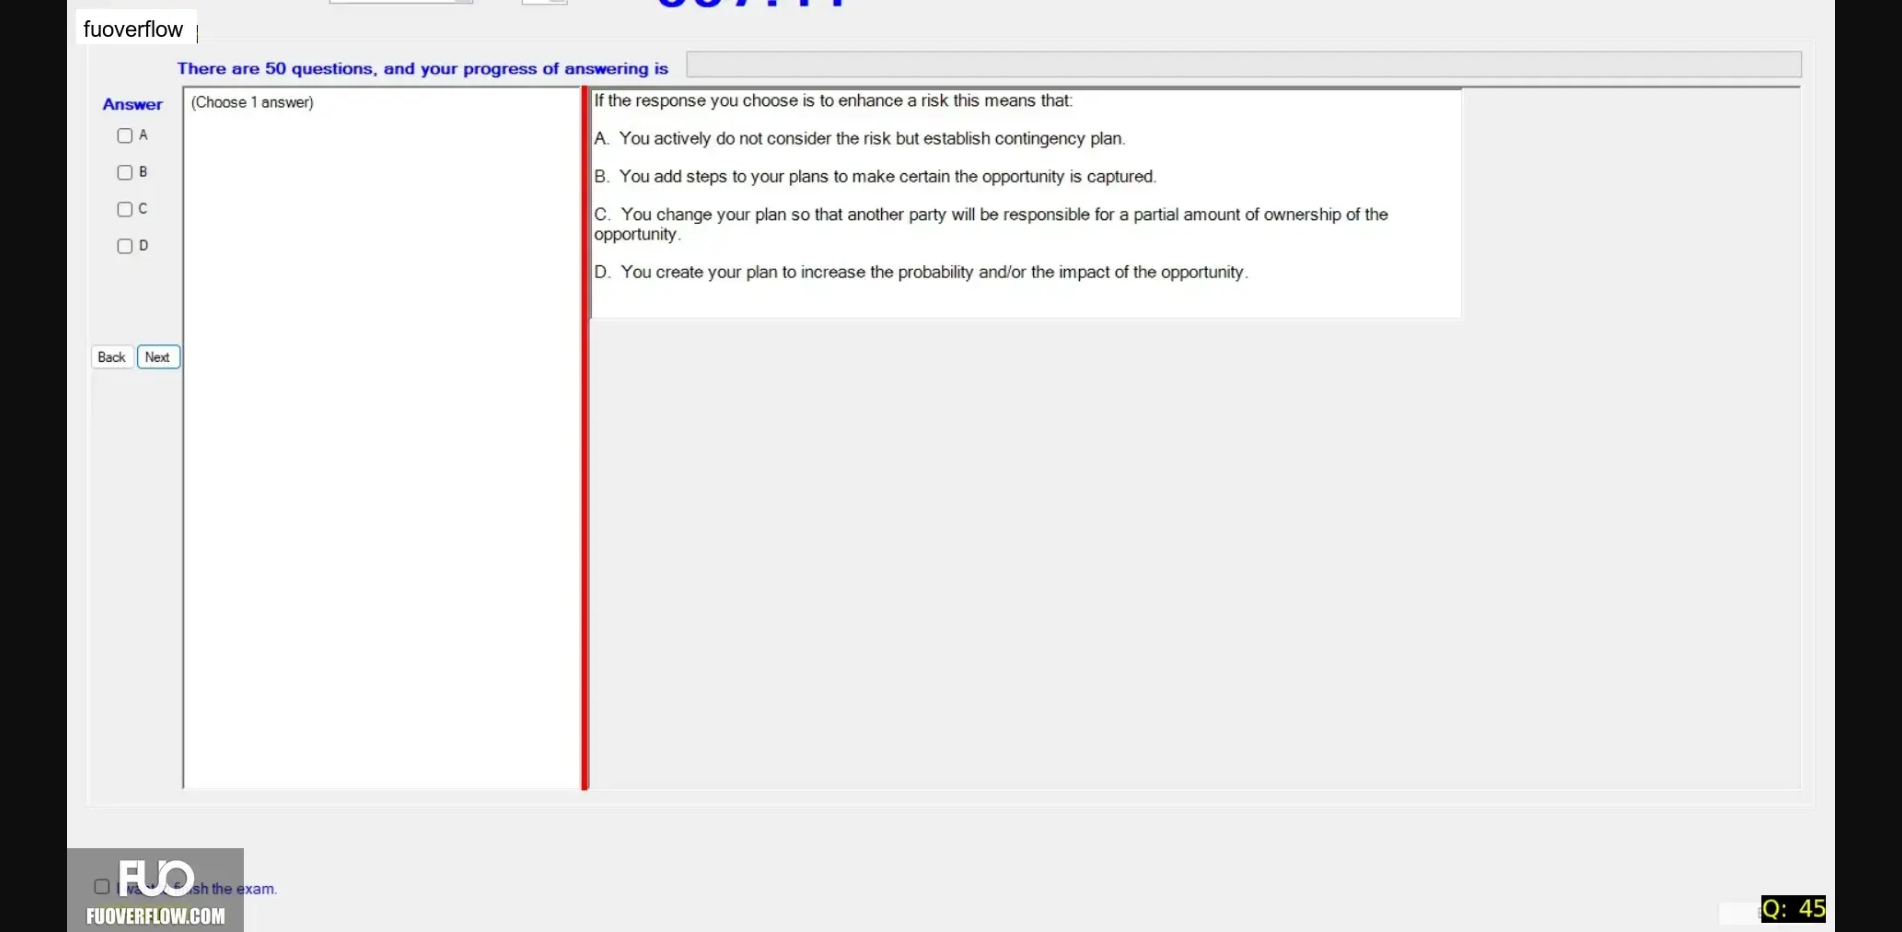 fuoverflow
There are 50 questions, and your progress of answering is
Answer
(Choose 1 answer)
A
B
C
D
Back
Next
If the response you choose is to enhance a risk this means that:
A. You actively do not consider the risk but establish contingency plan.
B. You add steps to your plans to make certain the opportunity is captured.
C. You change your plan so that another party will be responsible for a partial amount of ownership of the
opportunity.
D. You create your plan to increase the probability and/or the impact of the opportunity.
the exam.
FUO
FUOVERFLOW.COM
Q: 45